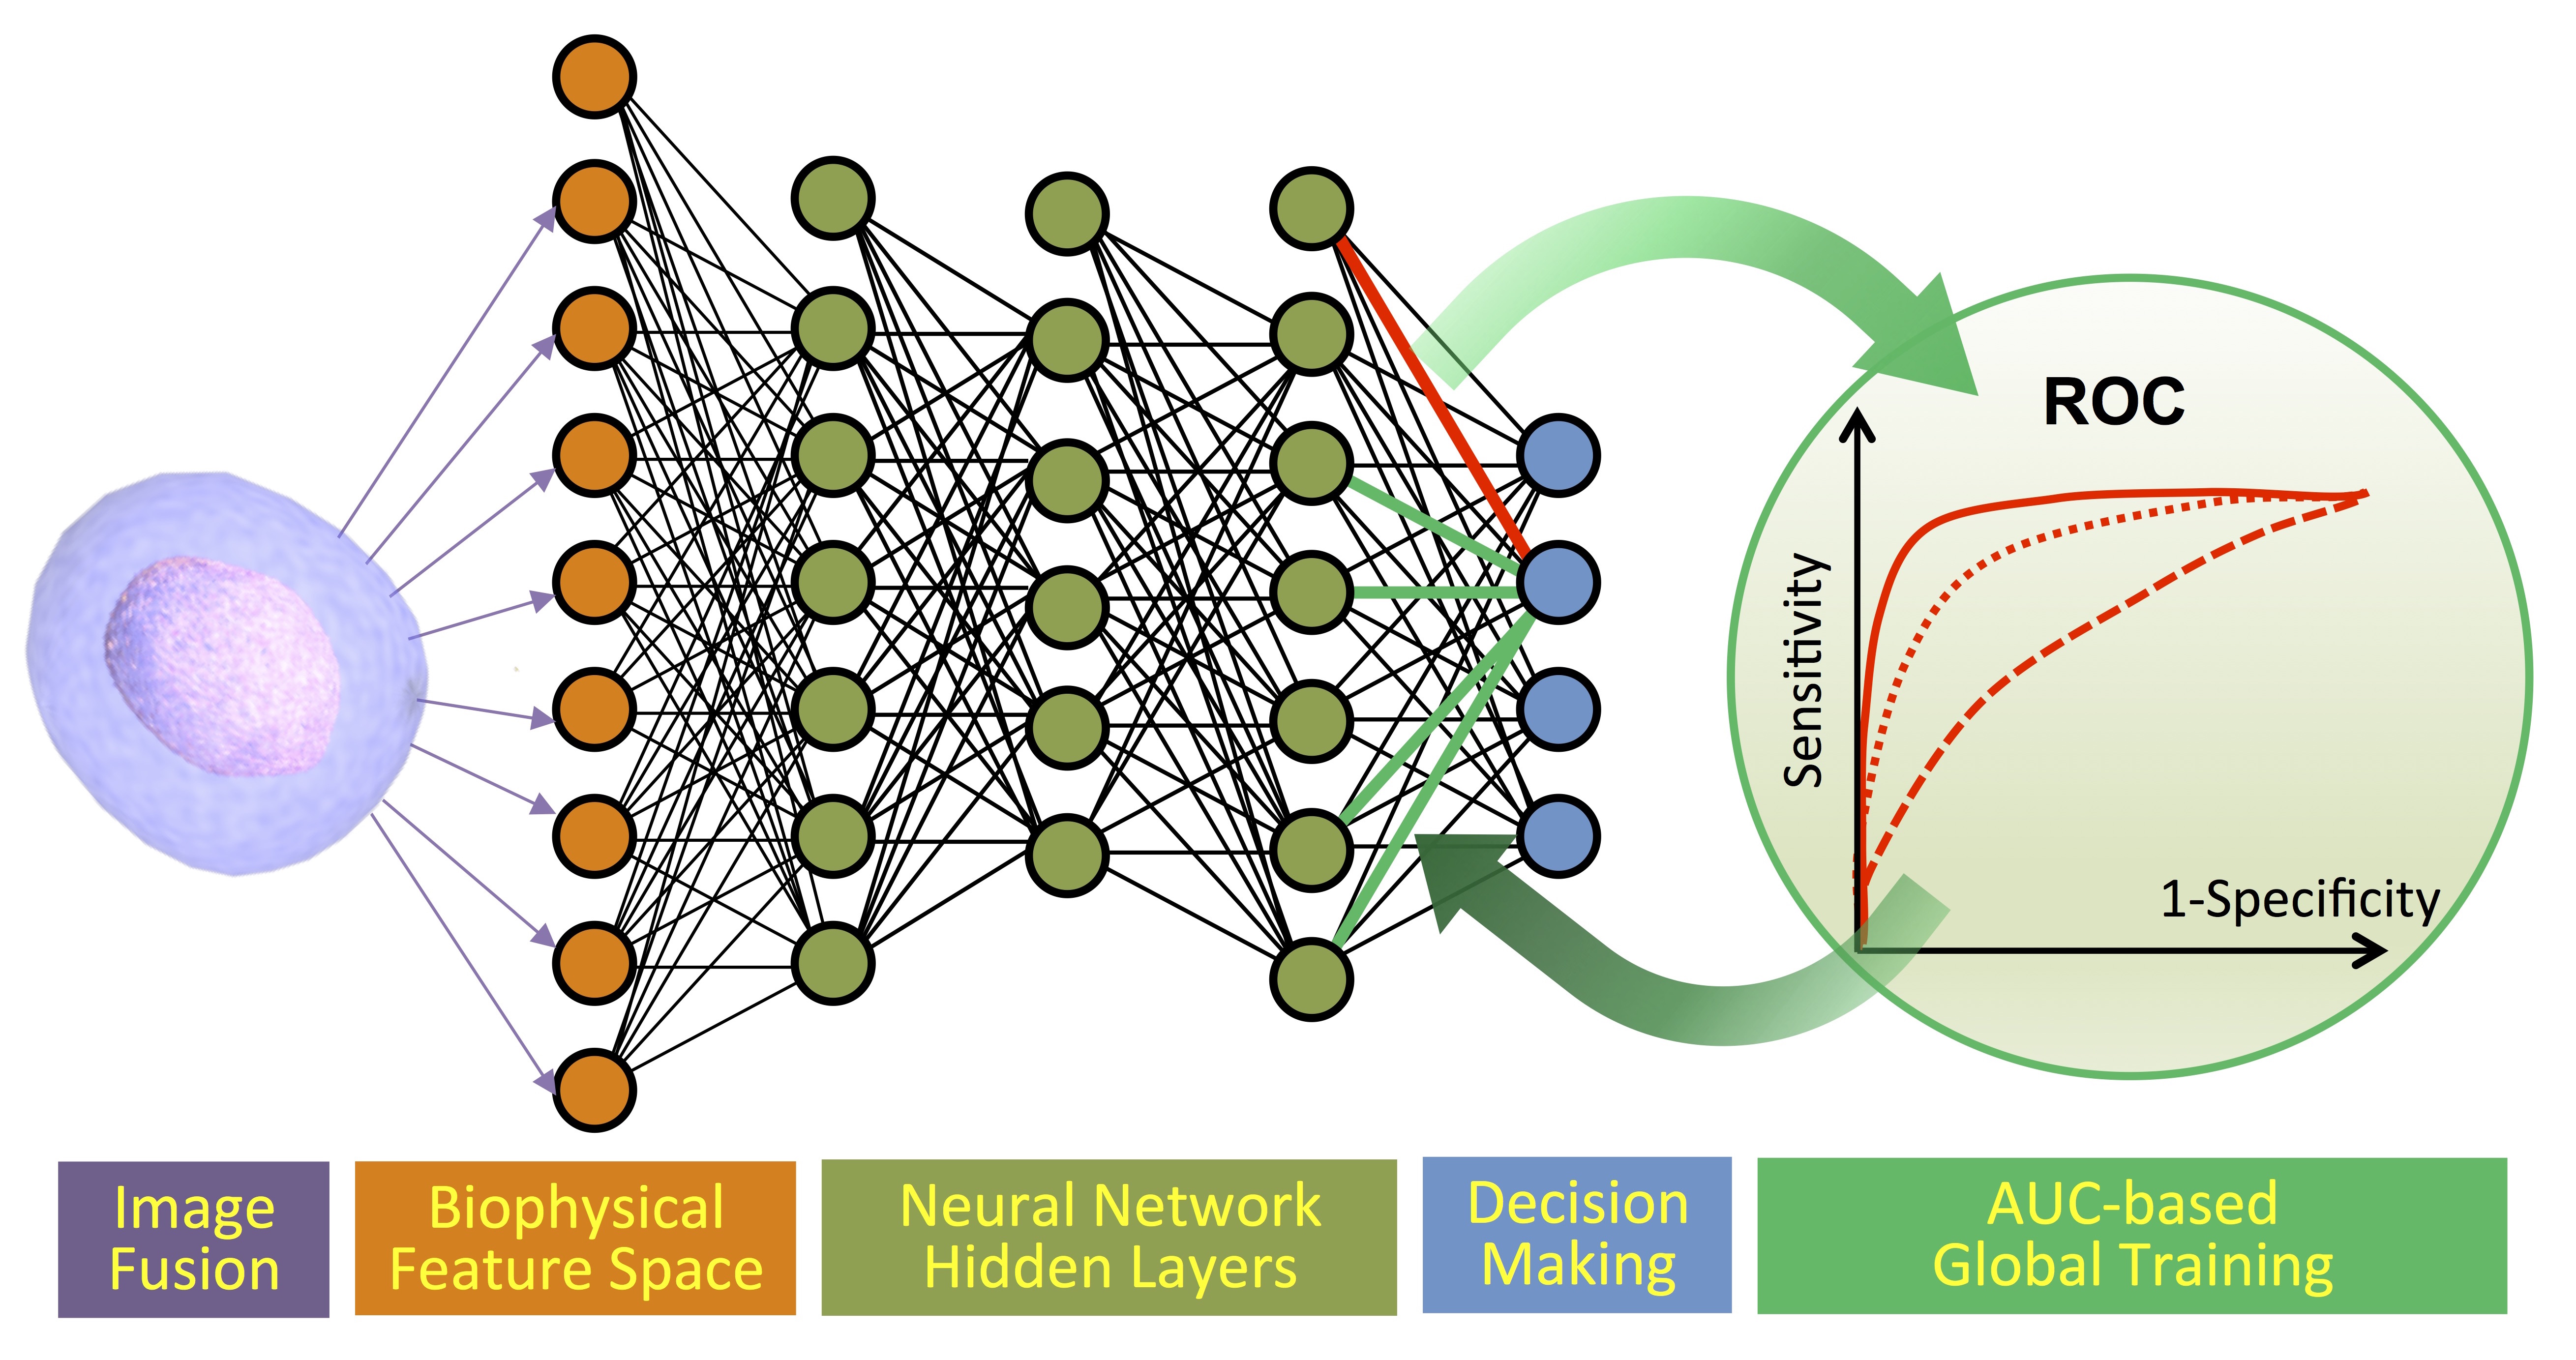 ROC
Sensitivity
1-Specificity
Image
Fusion
Biophysical
Feature Space
Neural Network
Hidden Layers
Decision
Making
AUC-based
Global Training